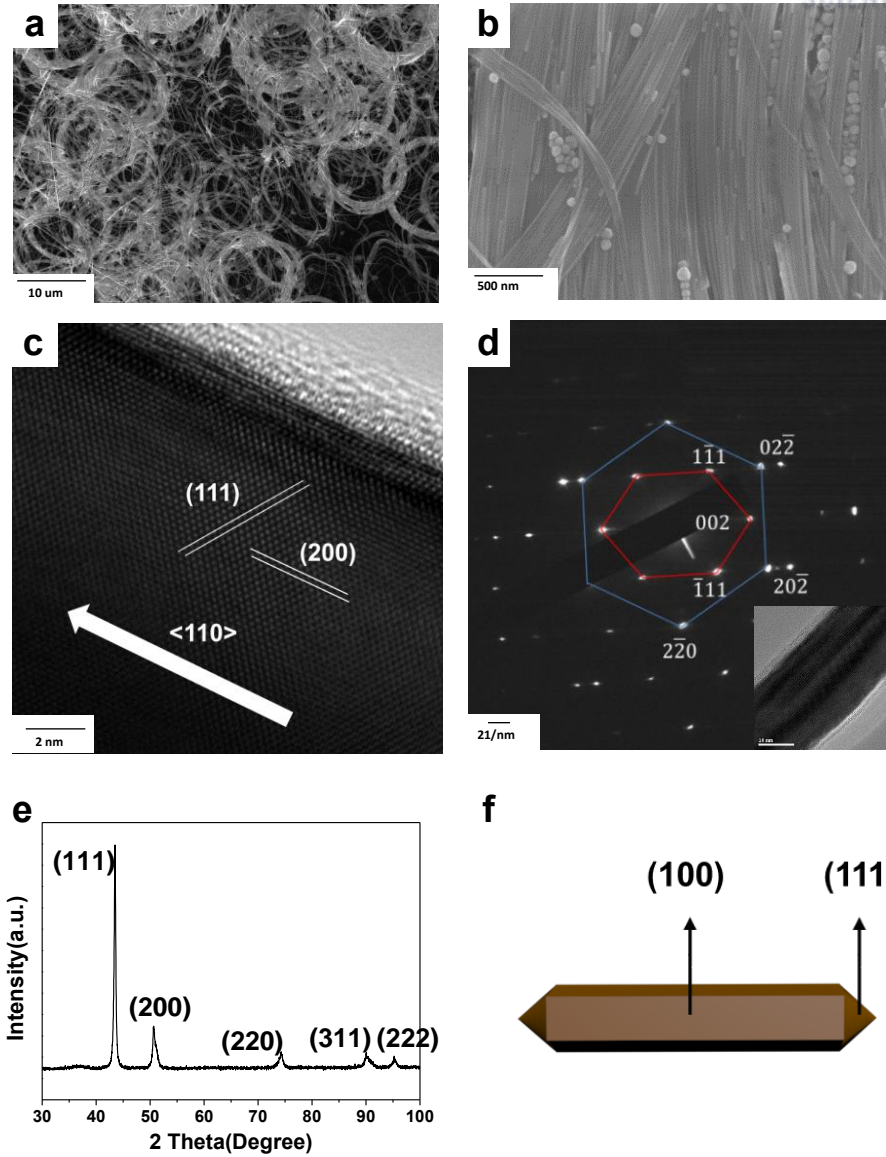 a
10 um
b
500 nm
c
(111)
(200)
<110>
2 nm
d
11̅1
02̅2̅
002
1̅11
202̅
22̅0
21/nm
e
Intensity(a.u.)
(111)
(200)
(220)
(311)
(222)
30 40 50 60 70 80 90 100
2 Theta(Degree)
f
(100)
(111